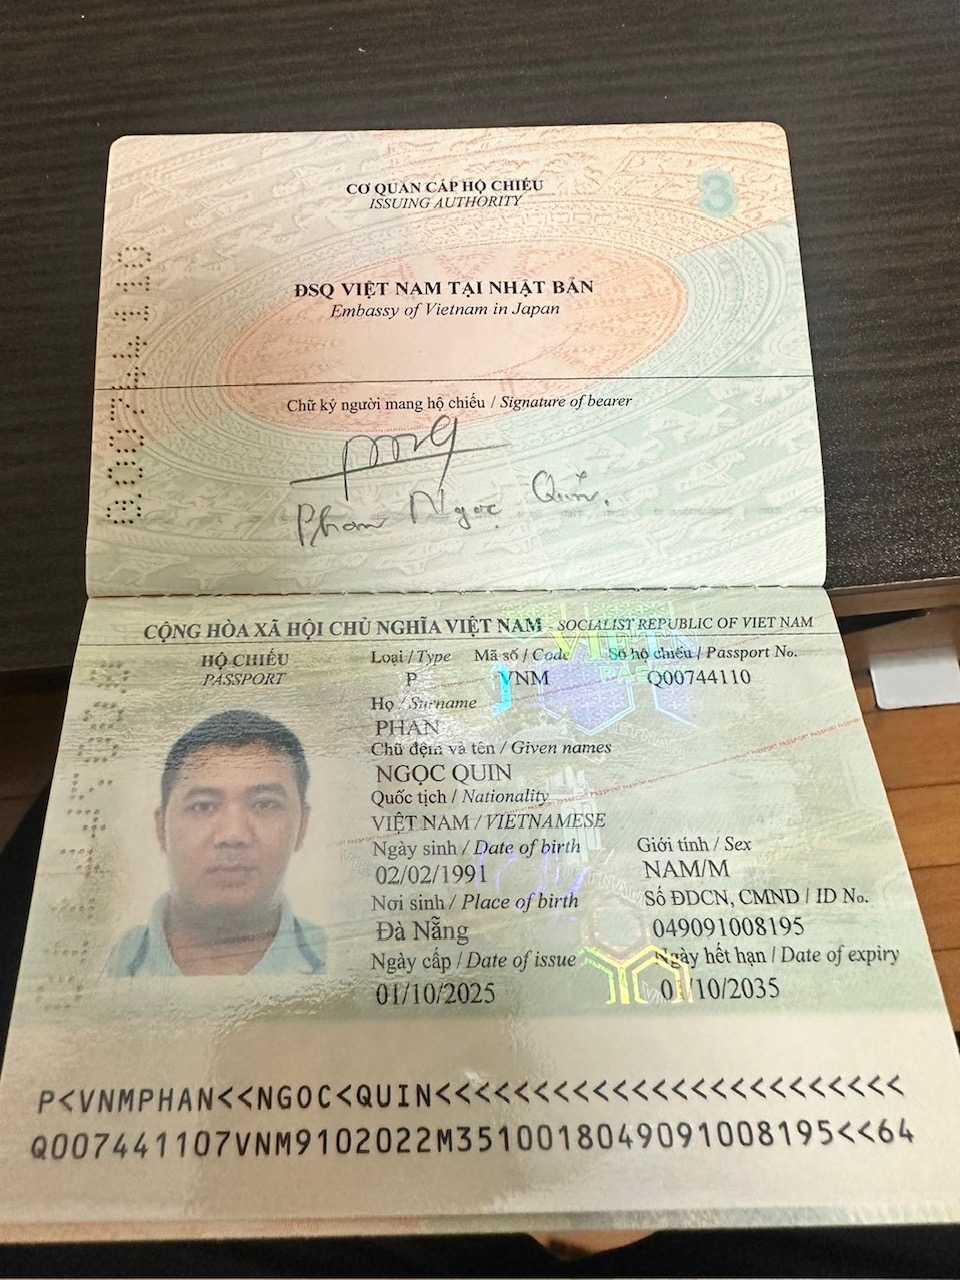 CƠ QUAN CẤP HỘ CHIẾU
ISSUING AUTHORITY
3
ĐSQ VIỆT NAM TẠI NHẬT BẢN
Embassy of Vietnam in Japan
Chữ ký người mang hộ chiếu / Signature of bearer
Phan Ngọc Quin
Q00744110
CỘNG HÒA XÃ HỘI CHỦ NGHĨA VIỆT NAM - SOCIALIST REPUBLIC OF VIET NAM
HỘ CHIẾU
PASSPORT
Loại / Type Mã số / Code Số hộ chiếu / Passport No.
P VNM Q00744110
Họ / Surname
PHAN
Chữ đệm và tên / Given names
NGỌC QUIN
Quốc tịch / Nationality
VIỆT NAM / VIETNAMESE
Ngày sinh / Date of birth Giới tính / Sex
02/02/1991 NAM/M
Nơi sinh / Place of birth Số ĐDCN, CMND / ID No.
Đà Nẵng 049091008195
Ngày cấp / Date of issue Ngày hết hạn / Date of expiry
01/10/2025 01/10/2035
P<VNMPHAN<<NGOC<QUIN<<<<<<<<<<<<<<<<<<<<<<<<
Q007441107VNM9102022M3510018049091008195<<64